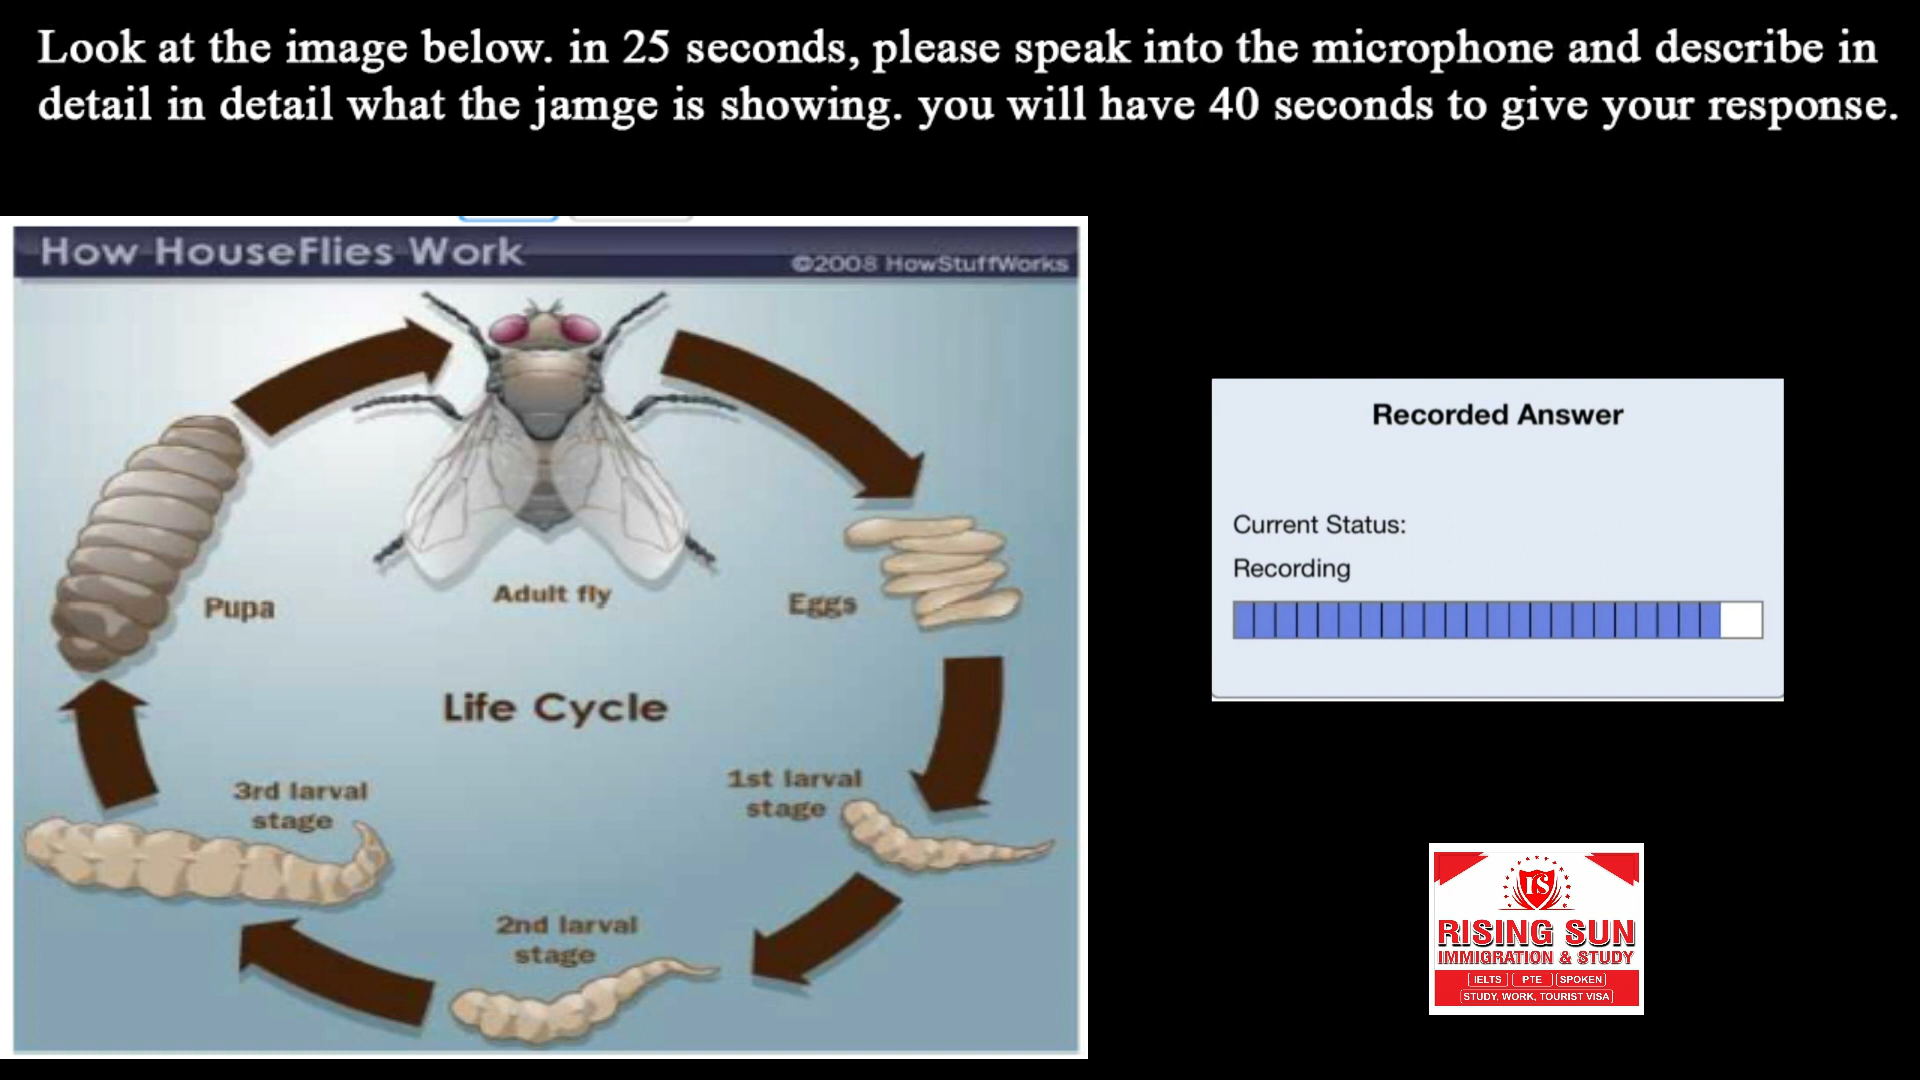 Look at the image below. in 25 seconds, please speak into the microphone and describe in
detail in detail what the jamge is showing. you will have 40 seconds to give your response.
How HouseFlies Work
©2008 HowStuffWorks
Adult fly
Eggs
Pupa
Life Cycle
1st larval
stage
3rd larval
stage
2nd larval
stage
Recorded Answer
Current Status:
Recording
RS
RISING SUN
IMMIGRATION & STUDY
IELTS PTE SPOKEN
STUDY, WORK, TOURIST VISA